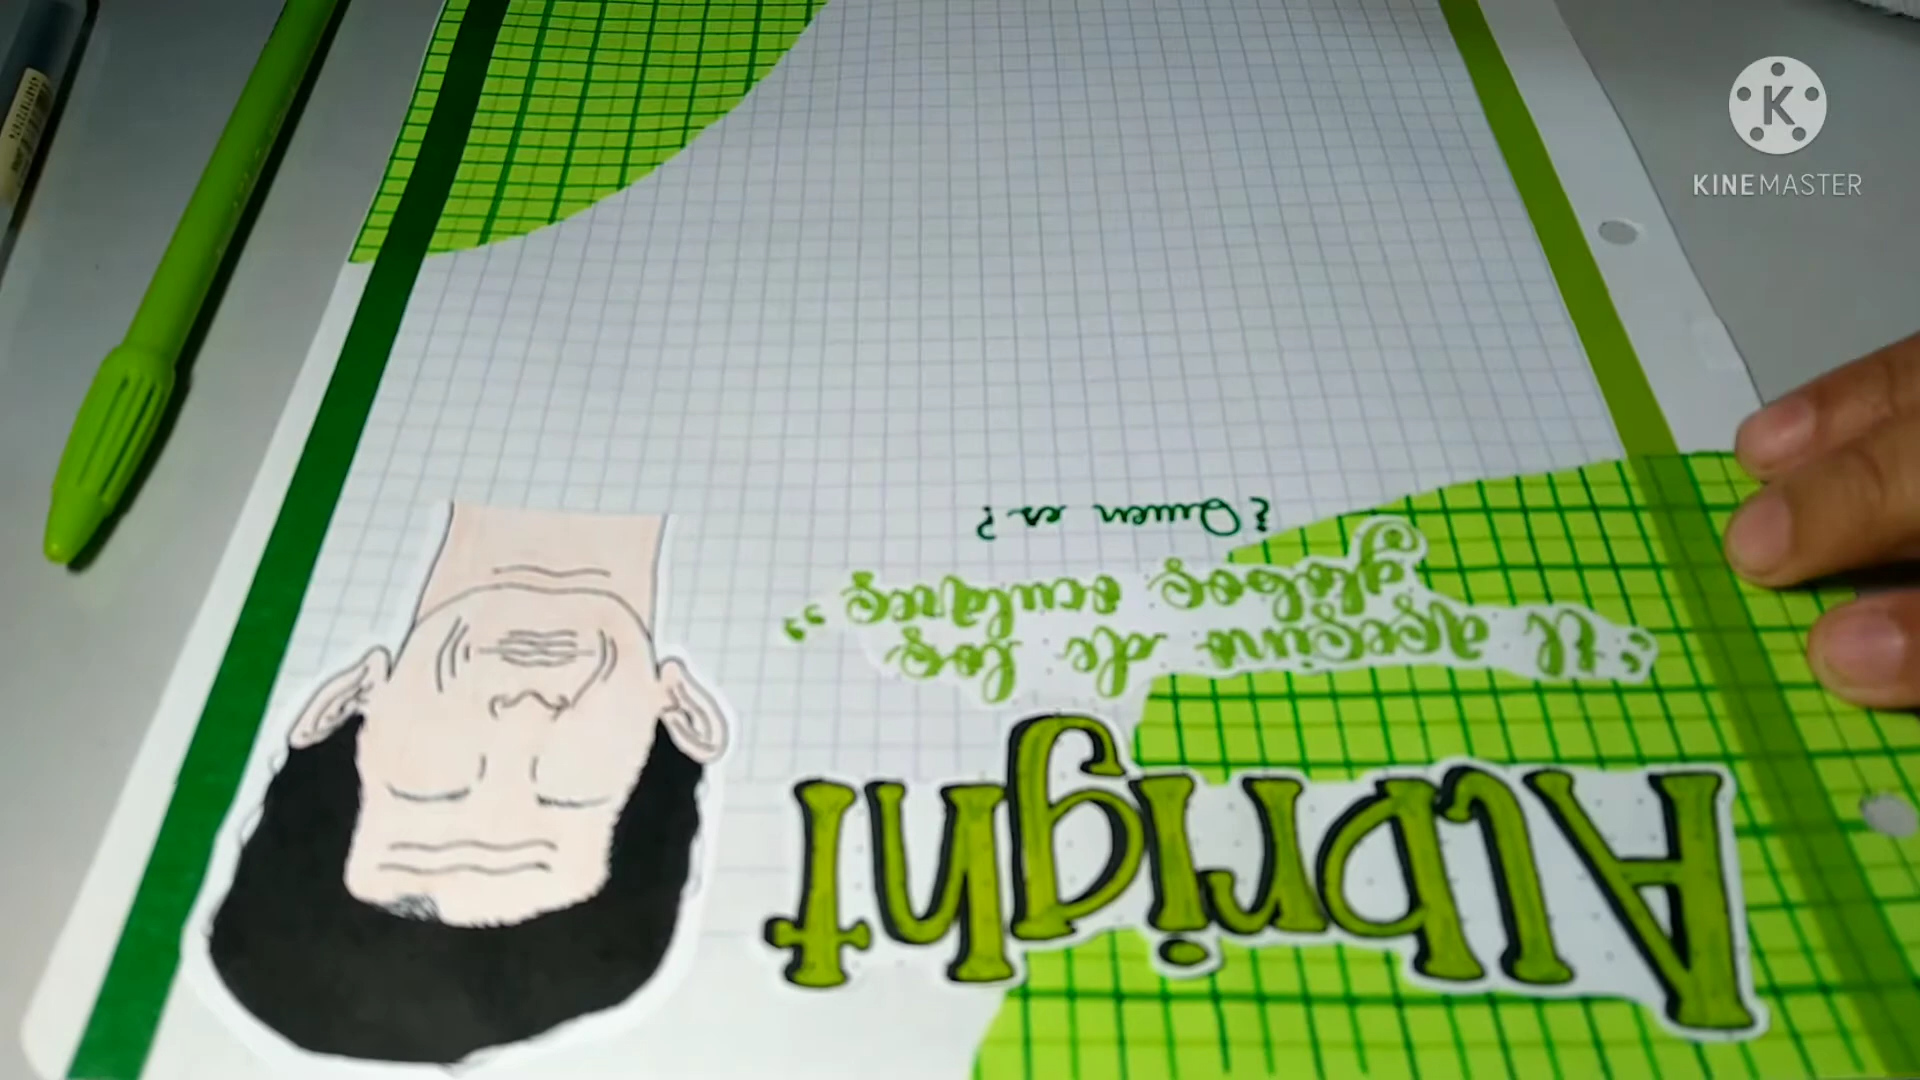 Albright
"El asesino de los
globos oculares"
¿Quien es?
KINEMASTER